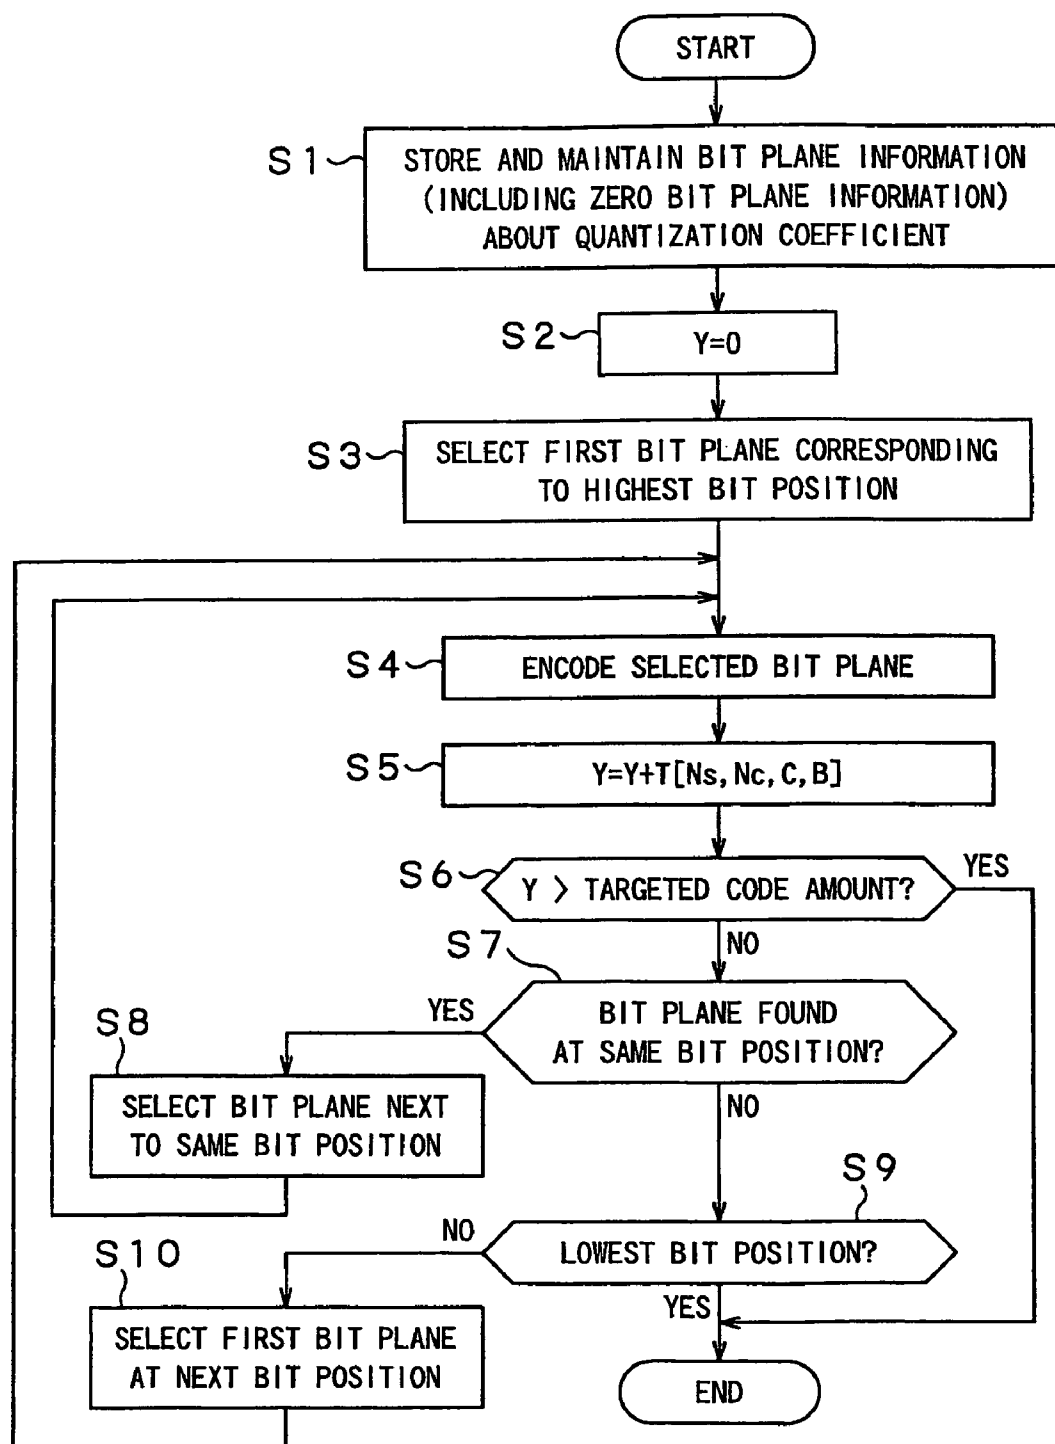 START
S1
STORE AND MAINTAIN BIT PLANE INFORMATION
(INCLUDING ZERO BIT PLANE INFORMATION)
ABOUT QUANTIZATION COEFFICIENT
S2
Y=0
S3
SELECT FIRST BIT PLANE CORRESPONDING
TO HIGHEST BIT POSITION
S4
ENCODE SELECTED BIT PLANE
S5
Y=Y+T[Ns, Nc, C, B]
S6
Y > TARGETED CODE AMOUNT?
YES
NO
S7
BIT PLANE FOUND
AT SAME BIT POSITION?
YES
NO
S8
SELECT BIT PLANE NEXT
TO SAME BIT POSITION
S9
LOWEST BIT POSITION?
NO
YES
S10
SELECT FIRST BIT PLANE
AT NEXT BIT POSITION
END